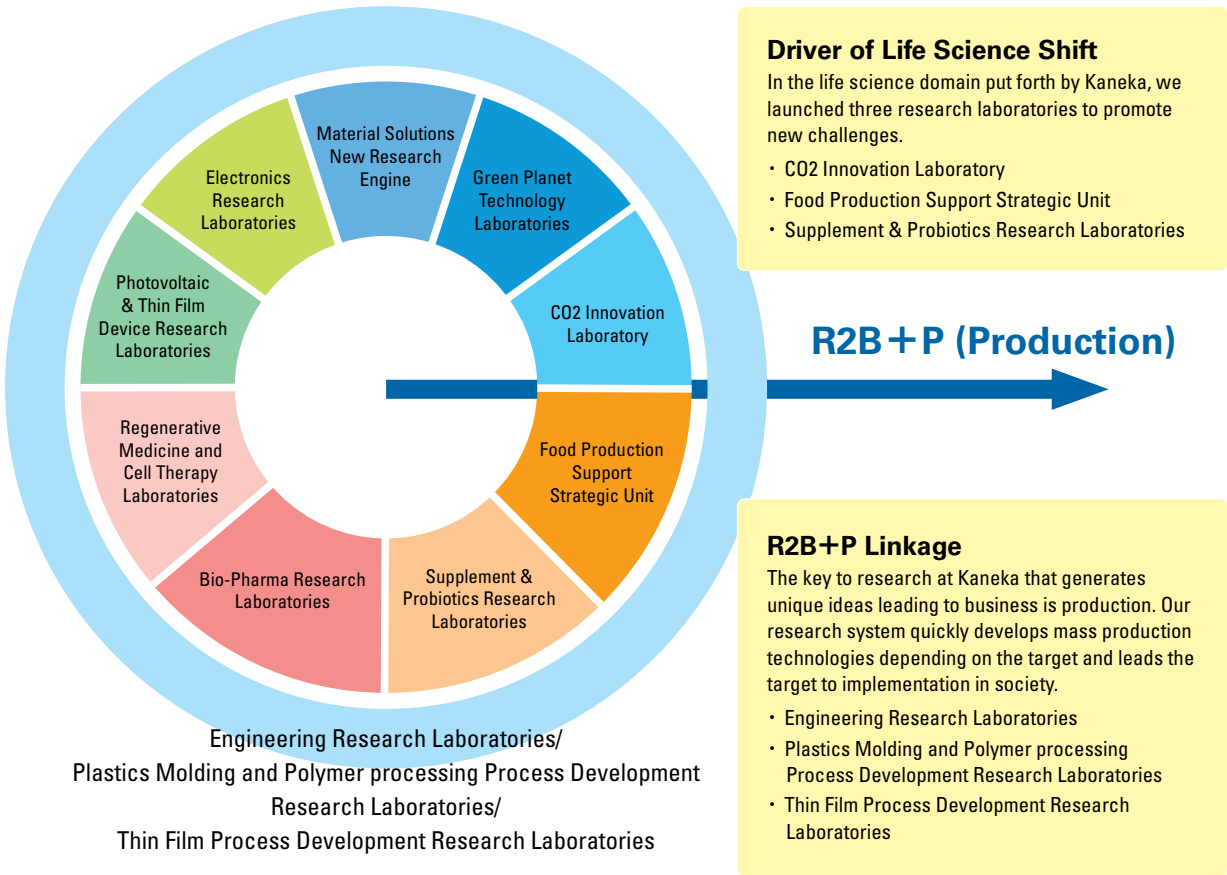 Material Solutions
New Research
Engine
Green Planet
Technology
Laboratories
CO2 Innovation
Laboratory
Food Production
Support
Strategic Unit
Supplement &
Probiotics Research
Laboratories
Bio-Pharma Research
Laboratories
Regenerative
Medicine and
Cell Therapy
Laboratories
Photovoltaic
& Thin Film
Device Research
Laboratories
Electronics
Research
Laboratories
Engineering Research Laboratories/
Plastics Molding and Polymer processing Process Development
Research Laboratories/
Thin Film Process Development Research Laboratories
Driver of Life Science Shift
In the life science domain put forth by Kaneka, we
launched three research laboratories to promote
new challenges.
・CO2 Innovation Laboratory
・Food Production Support Strategic Unit
・Supplement & Probiotics Research Laboratories
R2B＋P (Production)
R2B＋P Linkage
The key to research at Kaneka that generates
unique ideas leading to business is production. Our
research system quickly develops mass production
technologies depending on the target and leads the
target to implementation in society.
・Engineering Research Laboratories
・Plastics Molding and Polymer processing
Process Development Research Laboratories
・Thin Film Process Development Research
Laboratories